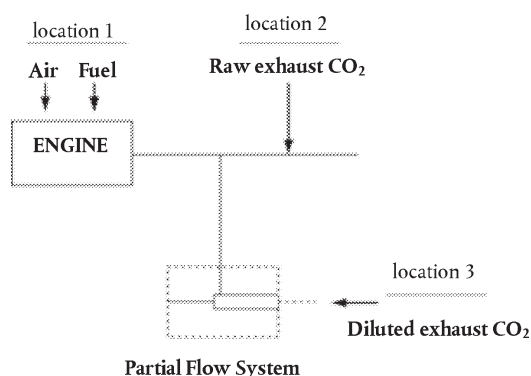 location 1
location 2
Air Fuel
Raw exhaust CO₂
ENGINE
location 3
Diluted exhaust CO₂
Partial Flow System